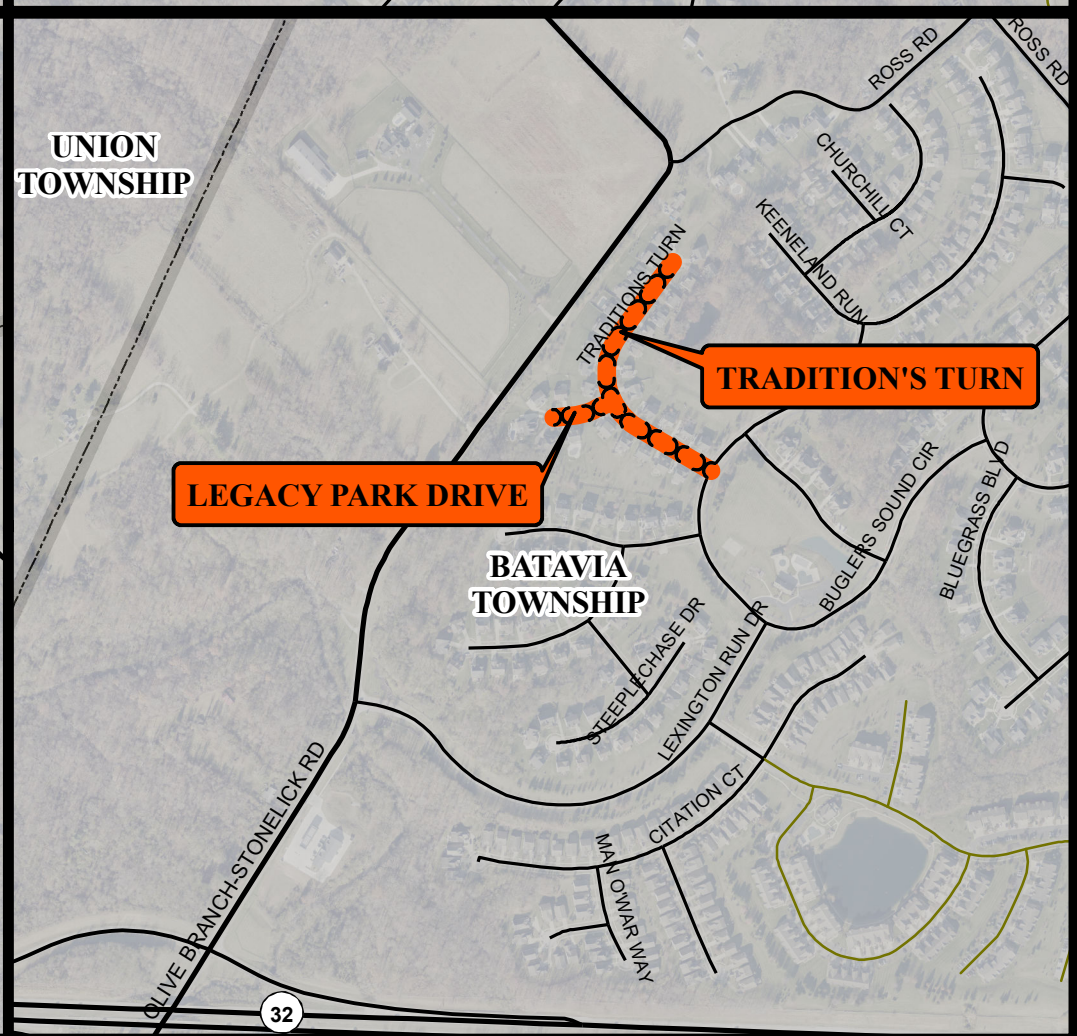 ROSS RD
ROSS RD
UNION
TOWNSHIP
CHURCHILL CT
KEENELAND RUN
TRADITIONS TURN
TRADITION'S TURN
LEGACY PARK DRIVE
BUGLERS SOUND CIR
BLUEGRASS BLVD
BATAVIA
TOWNSHIP
STEEPLECHASE DR
LEXINGTON RUN DR
CITATION CT
MAN O'WAR WAY
OLIVE BRANCH-STONELICK RD
32